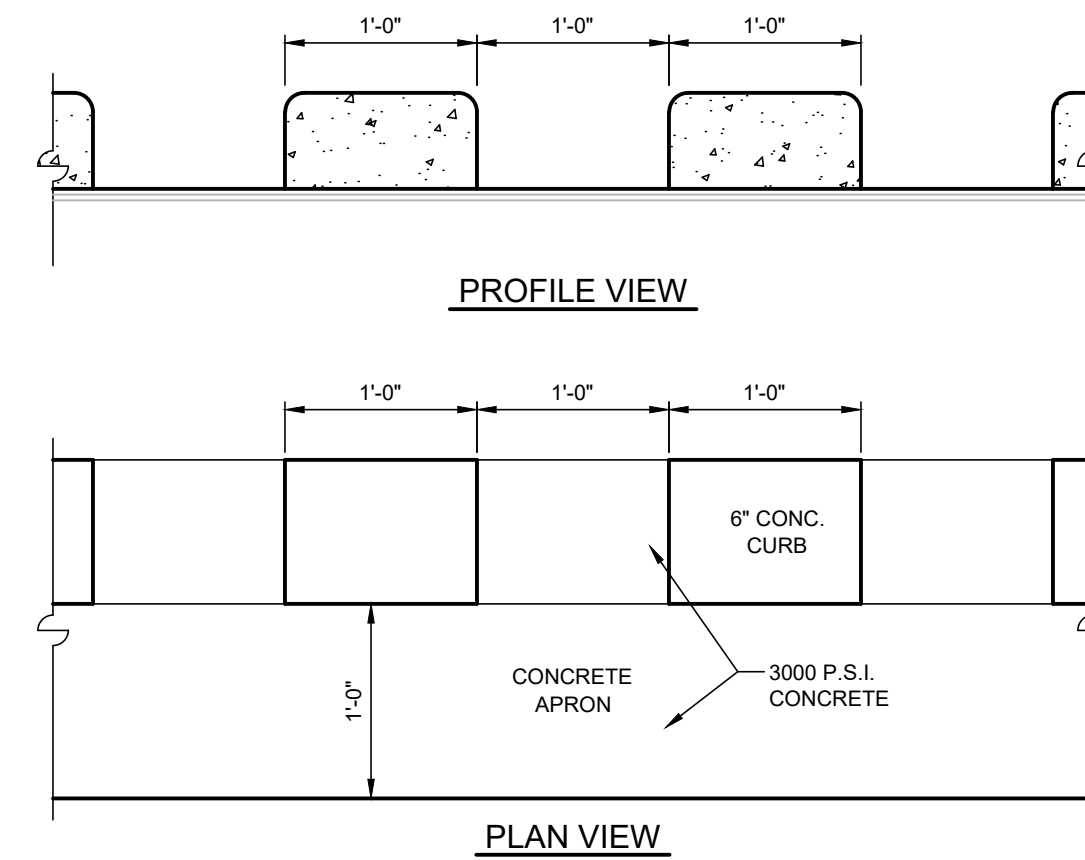 1'-0" 1'-0" 1'-0"
PROFILE VIEW
1'-0" 1'-0" 1'-0"
6" CONC.
CURB
1'-0"
CONCRETE
APRON
3000 P.S.I.
CONCRETE
PLAN VIEW